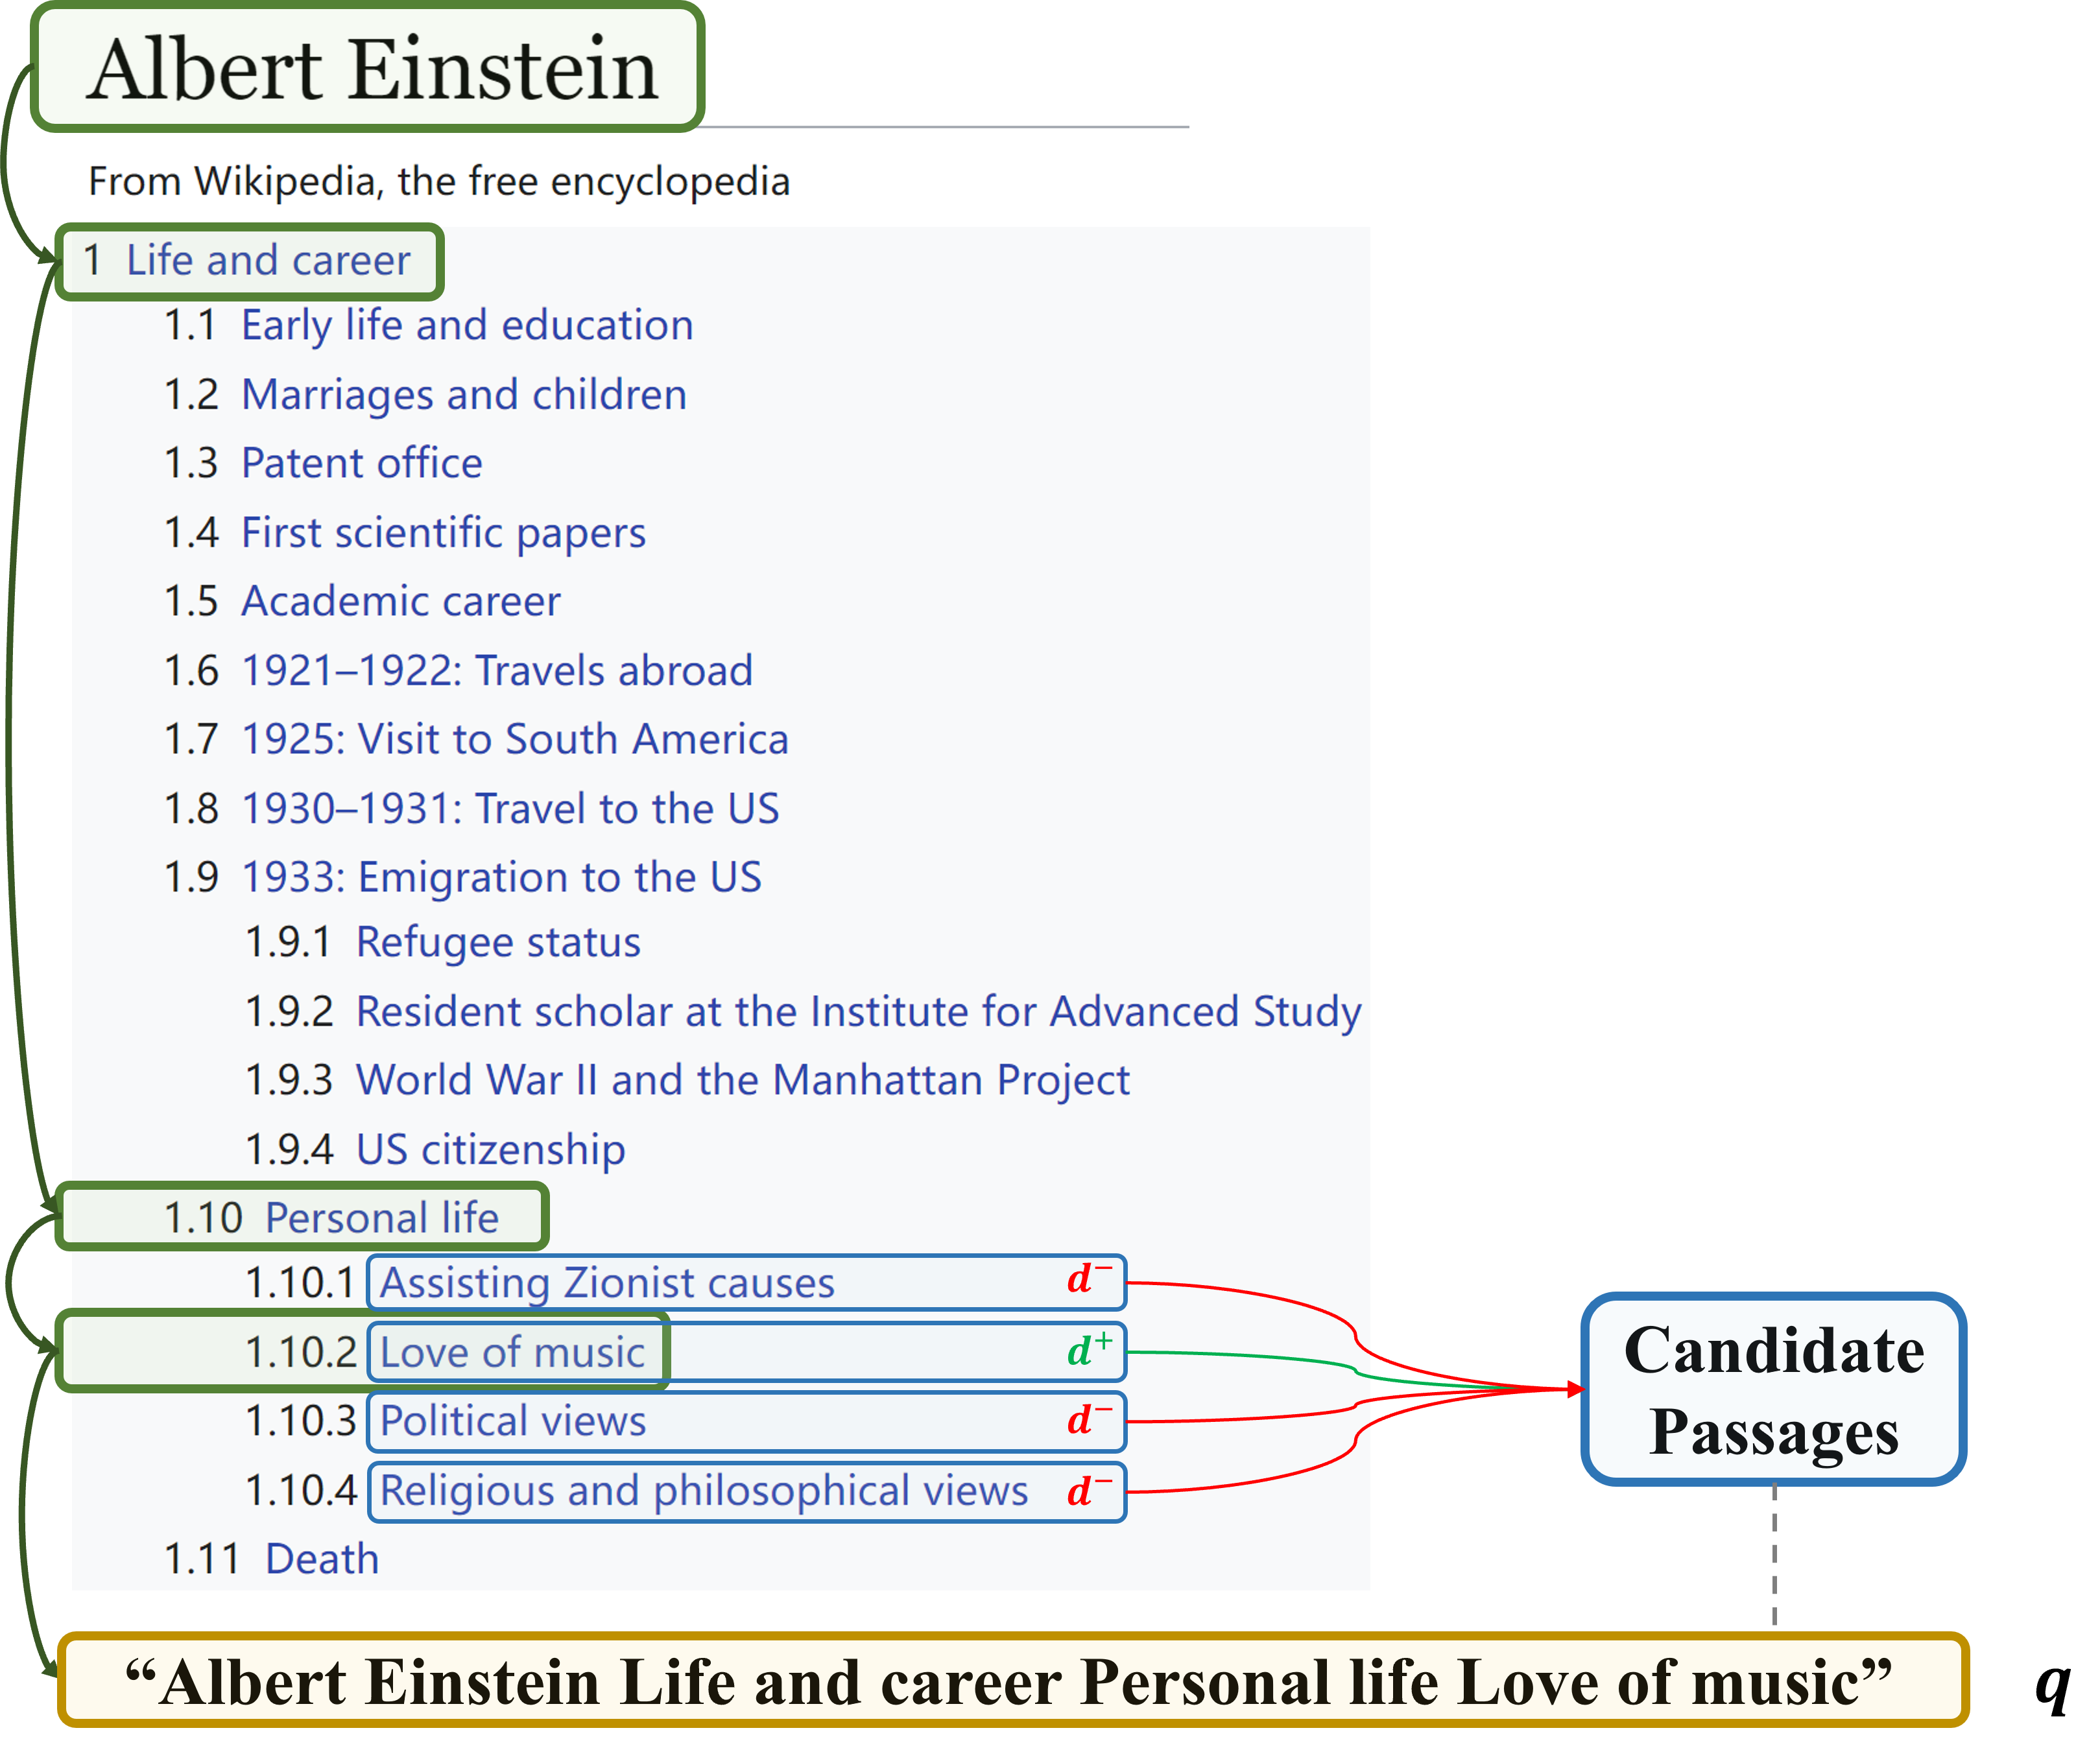 Albert Einstein
From Wikipedia, the free encyclopedia
1 Life and career
1.1 Early life and education
1.2 Marriages and children
1.3 Patent office
1.4 First scientific papers
1.5 Academic career
1.6 1921–1922: Travels abroad
1.7 1925: Visit to South America
1.8 1930–1931: Travel to the US
1.9 1933: Emigration to the US
1.9.1 Refugee status
1.9.2 Resident scholar at the Institute for Advanced Study
1.9.3 World War II and the Manhattan Project
1.9.4 US citizenship
1.10 Personal life
1.10.1 Assisting Zionist causes d⁻
1.10.2 Love of music d⁺
1.10.3 Political views d⁻
1.10.4 Religious and philosophical views d⁻
1.11 Death
Candidate
Passages
“Albert Einstein Life and career Personal life Love of music” q